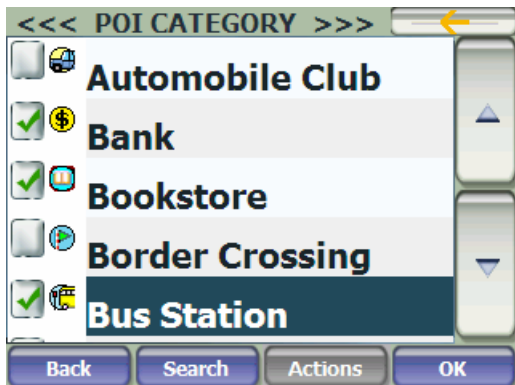 <<< POI CATEGORY >>>
Automobile Club
Bank
Bookstore
Border Crossing
Bus Station
Back Search Actions OK